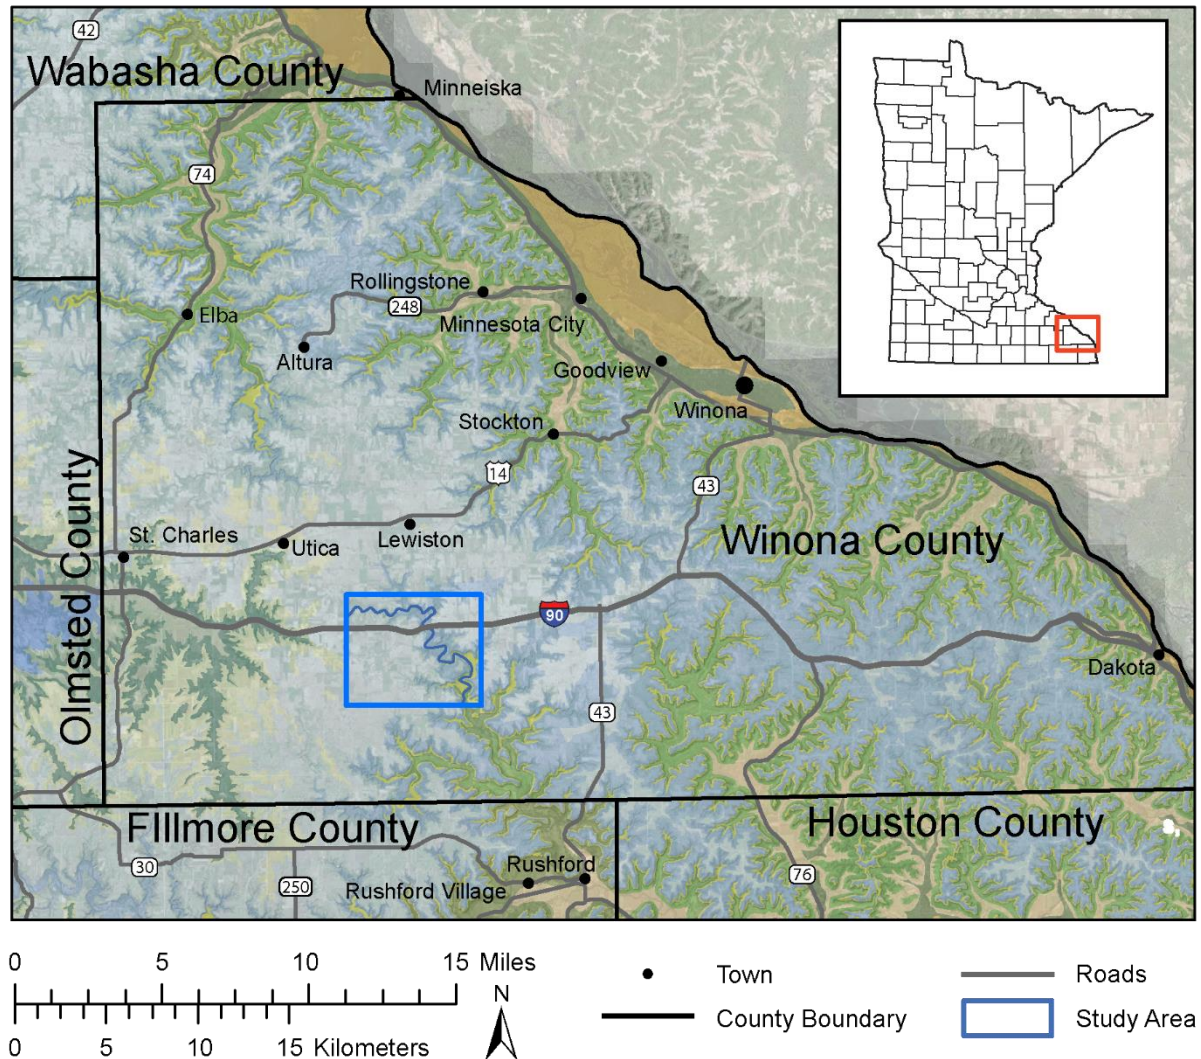 42
Wabasha County
Minneiska
74
Rollingstone
248
Elba
Minnesota City
Altura
Goodview
Winona
Stockton
14
43
Olmsted County
St. Charles
Utica
Lewiston
Winona County
90
Dakota
43
FIllmore County
Houston County
30
250
Rushford
Rushford Village
76
0 5 10 15 Miles
0 5 10 15 Kilometers
N
Town
Roads
County Boundary
Study Area